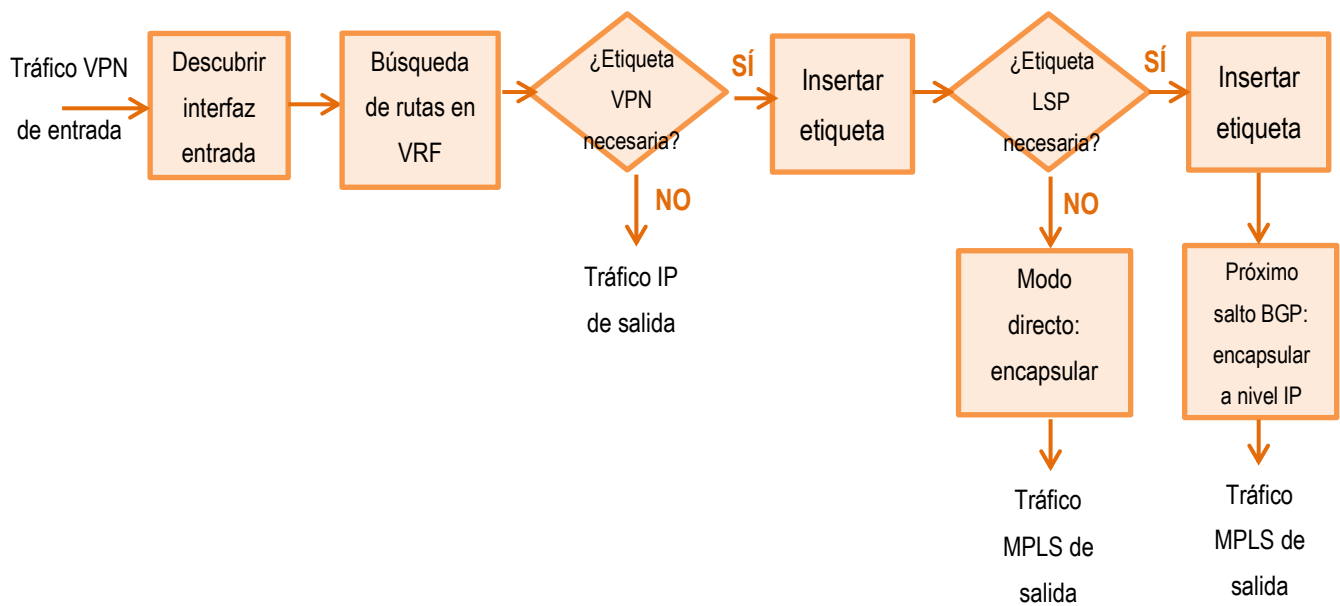 Tráfico VPN
de entrada
Descubrir
interfaz
entrada
Búsqueda
de rutas en
VRF
¿Etiqueta
VPN
necesaria?
SÍ
NO
Tráfico IP
de salida
Insertar
etiqueta
¿Etiqueta
LSP
necesaria?
SÍ
NO
Modo
directo:
encapsular
Tráfico
MPLS de
salida
Insertar
etiqueta
Próximo
salto BGP:
encapsular
a nivel IP
Tráfico
MPLS de
salida